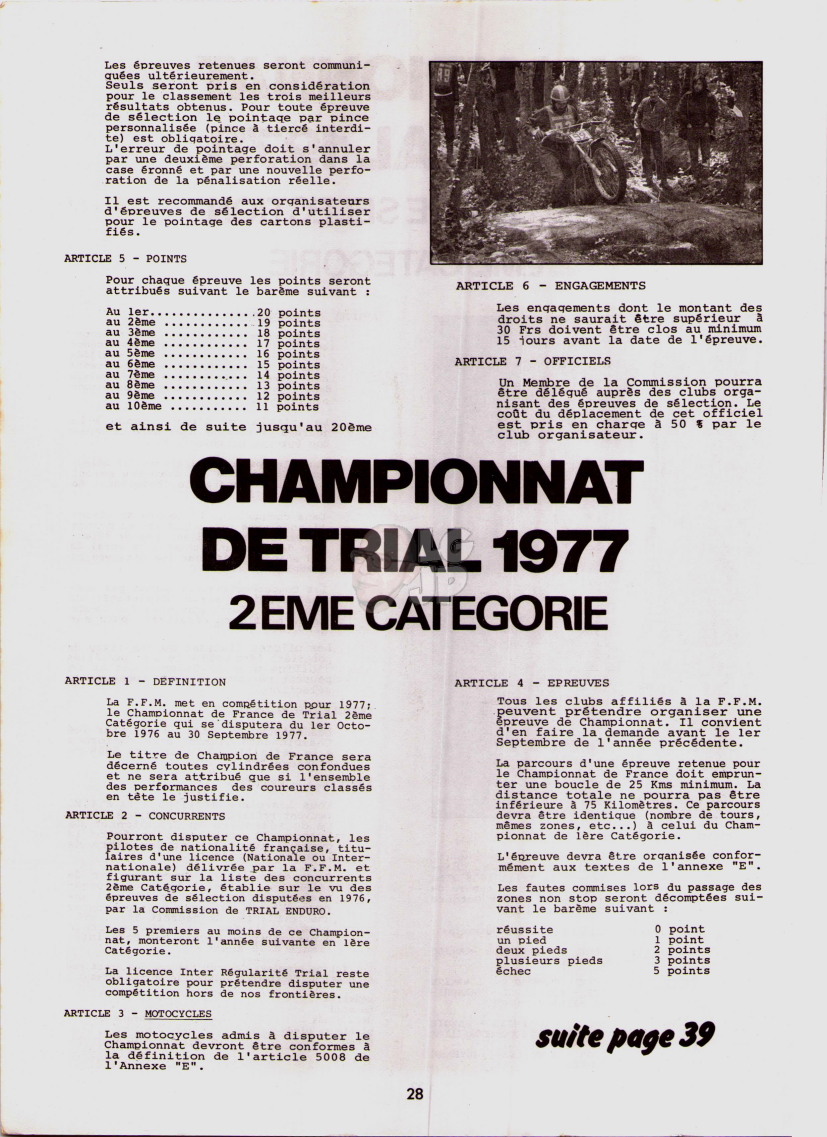 Les épreuves retenues seront communi-
quées ultérieurement.
Seuls seront pris en considération
pour le classement les trois meilleurs
résultats obtenus. Pour toute épreuve
de sélection le pointage par pince
personnalisée (pince à tiercé interdi-
te) est obligatoire.
L'erreur de pointage doit s'annuler
par une deuxième perforation dans la
case éronné et par une nouvelle perfo-
ration de la pénalisation réelle.
Il est recommandé aux organisateurs
d'épreuves de sélection d'utiliser
pour le pointage des cartons plasti-
fiés.
ARTICLE 5 - POINTS
Pour chaque épreuve les points seront
attribués suivant le barème suivant :
Au 1er..............20 points
au 2ème ............ 19 points
au 3ème ............ 18 points
au 4ème ............ 17 points
au 5ème ............ 16 points
au 6ème ............ 15 points
au 7ème ............ 14 points
au 8ème ............ 13 points
au 9ème ............ 12 points
au 10ème ........... 11 points
et ainsi de suite jusqu'au 20ème
ARTICLE 6 - ENGAGEMENTS
Les engagements dont le montant des
droits ne saurait être supérieur à
30 Frs doivent être clos au minimum
15 jours avant la date de l'épreuve.
ARTICLE 7 - OFFICIELS
Un Membre de la Commission pourra
être délégué auprès des clubs orga-
nisant des épreuves de sélection. Le
coût du déplacement de cet officiel
est pris en charge à 50 % par le
club organisateur.
CHAMPIONNAT
DE TRIAL 1977
2EME CATEGORIE
ARTICLE 1 - DEFINITION
La F.F.M. met en compétition pour 1977;
le Championnat de France de Trial 2ème
Catégorie qui se disputera du 1er Octo-
bre 1976 au 30 Septembre 1977.
Le titre de Champion de France sera
décerné toutes cylindrées confondues
et ne sera attribué que si l'ensemble
des performances des coureurs classés
en tète le justifie.
ARTICLE 2 - CONCURRENTS
Pourront disputer ce Championnat, les
pilotes de nationalité française, titu-
laires d'une licence (Nationale ou Inter-
nationale) délivrée par la F.F.M. et
figurant sur la liste des concurrents
2ème Catégorie, établie sur le vu des
épreuves de sélection disputées en 1976,
par la Commission de TRIAL ENDURO.
Les 5 premiers au moins de ce Champion-
nat, monteront l'année suivante en 1ère
Catégorie.
La licence Inter Régularité Trial reste
obligatoire pour prétendre disputer une
compétition hors de nos frontières.
ARTICLE 3 - MOTOCYCLES
Les motocycles admis à disputer le
Championnat devront être conformes à
la définition de l'article 5008 de
l'Annexe "E".
ARTICLE 4 - EPREUVES
Tous les clubs affiliés à la F.F.M.
peuvent prétendre organiser une
épreuve de Championnat. Il convient
d'en faire la demande avant le 1er
Septembre de l'année précédente.
La parcours d'une épreuve retenue pour
le Championnat de France doit emprun-
ter une boucle de 25 Kms minimum. La
distance totale ne pourra pas être
inférieure à 75 Kilomètres. Ce parcours
devra être identique (nombre de tours,
mêmes zones, etc...) à celui du Cham-
pionnat de 1ère Catégorie.
L'épreuve devra être organisée confor-
mément aux textes de l'annexe "E".
Les fautes commises lors du passage des
zones non stop seront décomptées sui-
vant le barème suivant :
réussite 0 point
un pied 1 point
deux pieds 2 points
plusieurs pieds 3 points
échec 5 points
suite page 39
28